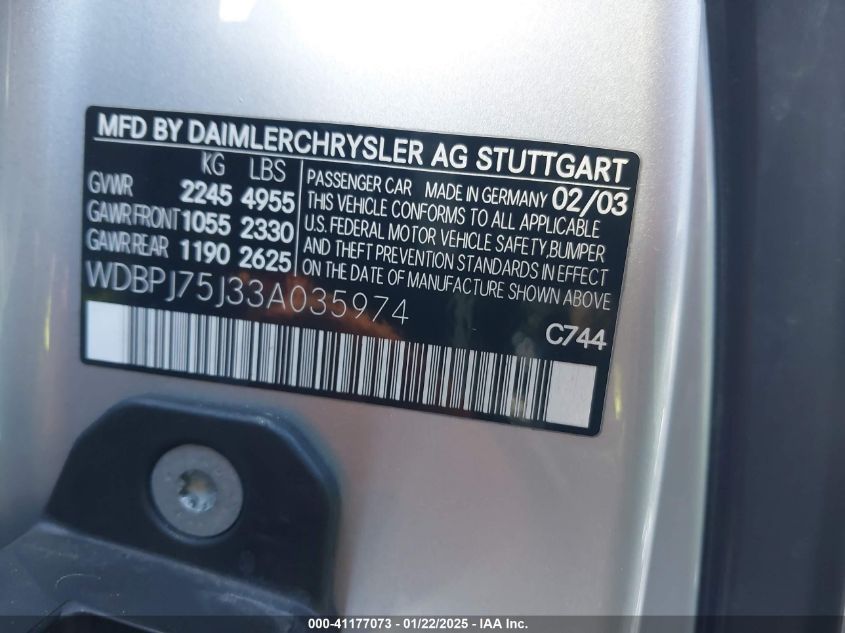 MFD BY DAIMLERCHRYSLER AG STUTTGART
KG LBS
GVWR 2245 4955
GAWR FRONT 1055 2330
GAWR REAR 1190 2625
PASSENGER CAR MADE IN GERMANY 02/03
THIS VEHICLE CONFORMS TO ALL APPLICABLE
U.S. FEDERAL MOTOR VEHICLE SAFETY, BUMPER
AND THEFT PREVENTION STANDARDS IN EFFECT
ON THE DATE OF MANUFACTURE SHOWN ABOVE
WDBPJ75J33A035974
C744
000-41177073 - 01/22/2025 - IAA Inc.